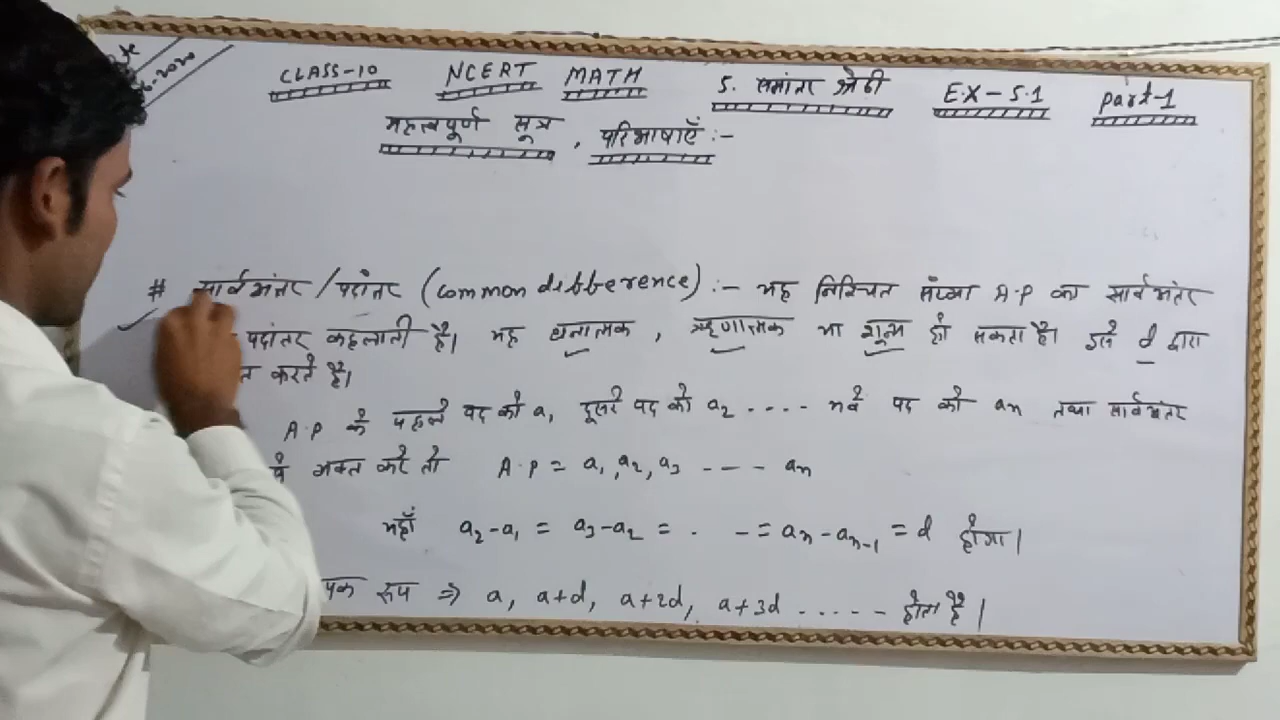 CLASS-10 NCERT MATH 5. समांतर श्रेढी EX-5.1 Part-1
महत्वपूर्ण सूत्र , परिभाषाएँ :-
# सार्वअंतर / पदांतर (Common difference) :- यह निश्चित संख्या A.P का सार्वअंतर
पदांतर कहलाती है। यह धनात्मक , ऋणात्मक या शून्य हो सकता है। इसे d द्वारा
करते है।
A.P के पहले पद को a₁ दूसरे पद को a₂ .... nवें पद को an तथा सार्वअंतर
व्यक्त करे तो A.P = a₁, a₂, a₃ ---- an
यहाँ a₂-a₁ = a₃-a₂ = . - = an-an-1 = d होगा।
रूप ⇒ a, a+d, a+2d, a+3d ..... होता है।